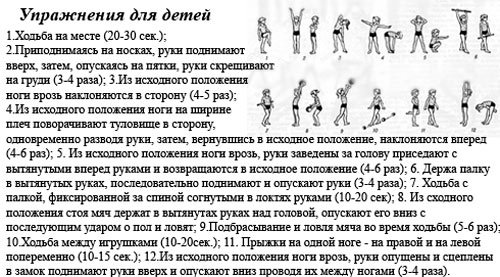 Упражнения для детей
1.Ходьба на месте (20-30 сек.);
2.Приподнимаясь на носках, руки поднимают
вверх, затем, опускаясь на пятки, руки скрещивают
на груди (3-4 раза); 3.Из исходного положения
ноги врозь наклоняются в сторону (4-5 раз);
4.Из исходного положения ноги на ширине
плеч поворачивают туловище в сторону,
одновременно разводя руки, затем, вернувшись в исходное положение, наклоняются вперед
(4-6 раз); 5. Из исходного положения ноги врозь, руки заведены за голову приседают с
вытянутыми вперед руками и возвращаются в исходное положение (4-6 раз); 6. Держа палку
в вытянутых руках, последовательно поднимают и опускают руки (3-4 раза); 7. Ходьба с
палкой, фиксированной за спиной согнутыми в локтях руками (10-20 сек); 8. Из сходного
положения стоя мяч держат в вытянутах руках над головой, опускают его вниз с
последующим ударом о пол и ловят; 9.Подбрасывание и ловля мяча во время ходьбы (5-6 раз);
10.Ходьба между игрушками (10-20сек.); 11. Прыжки на одной ноге - на правой и на левой
попеременно (10-15 сек.); 12.Из исходного положения ноги врозь, руки опущены и сцеплены
в замок поднимают руки вверх и опускают вниз проводя их между ногами (3-4 раза).